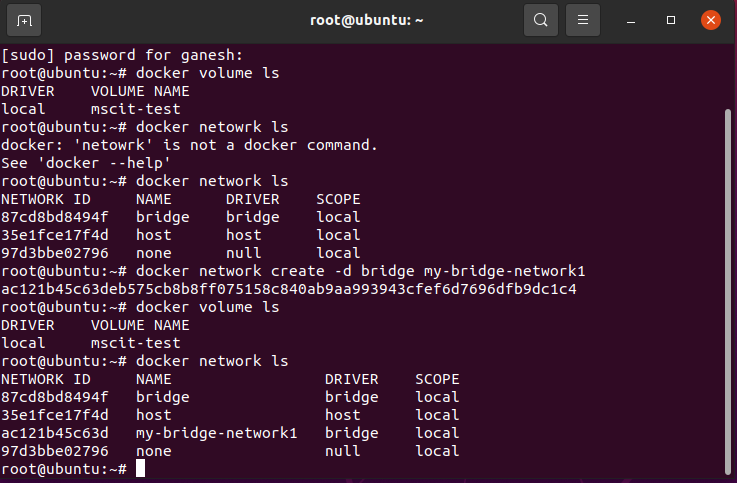 root@ubuntu: ~
[sudo] password for ganesh:
root@ubuntu:~# docker volume ls
DRIVER    VOLUME NAME
local     mscit-test
root@ubuntu:~# docker netowrk ls
docker: 'netowrk' is not a docker command.
See 'docker --help'
root@ubuntu:~# docker network ls
NETWORK ID     NAME      DRIVER    SCOPE
87cd8bd8494f   bridge    bridge    local
35e1fce17f4d   host      host      local
97d3bbe02796   none      null      local
root@ubuntu:~# docker network create -d bridge my-bridge-network1
ac121b45c63deb575cb8b8ff075158c840ab9aa993943cfef6d7696dfb9dc1c4
root@ubuntu:~# docker volume ls
DRIVER    VOLUME NAME
local     mscit-test
root@ubuntu:~# docker network ls
NETWORK ID     NAME                 DRIVER    SCOPE
87cd8bd8494f   bridge               bridge    local
35e1fce17f4d   host                 host      local
ac121b45c63d   my-bridge-network1   bridge    local
97d3bbe02796   none                 null      local
root@ubuntu:~#